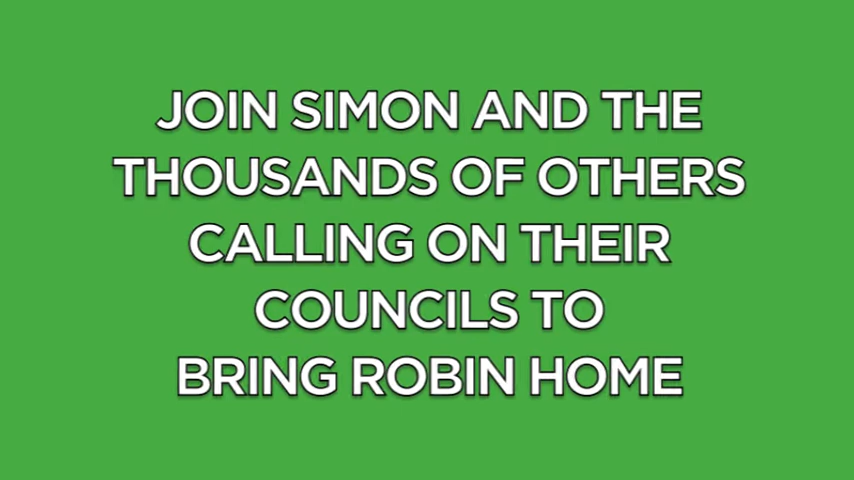 JOIN SIMON AND THE
THOUSANDS OF OTHERS
CALLING ON THEIR
COUNCILS TO
BRING ROBIN HOME